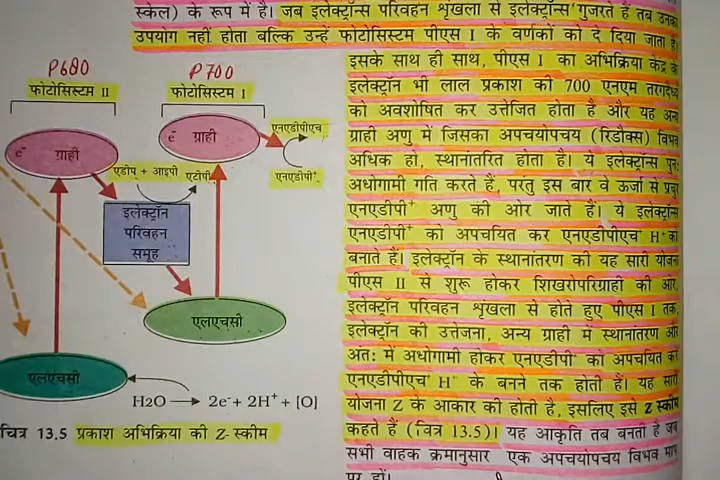 स्केल) के रूप में है। जब इलेक्ट्रॉन्स परिवहन शृंखला से इलेक्ट्रॉन्स गुजरते हैं तब उनका
उपयोग नहीं होता बल्कि उन्हें फोटोसिस्टम पीएस I के वर्णकों को दे दिया जाता है।
इसके साथ ही साथ, पीएस I का अभिक्रिया केंद्र के
इलेक्ट्रॉन भी लाल प्रकाश की 700 एनएम तरंगदैर्ध्य
को अवशोषित कर उत्तेजित होता है और यह अन्य
ग्राही अणु में जिसका अपचयोपचय (रिडॉक्स) विभव
अधिक हो, स्थानांतरित होता है। ये इलेक्ट्रॉन्स पुनः
अधोगामी गति करते हैं, परंतु इस बार वे ऊर्जा से प्रचुर
एनएडीपी⁺ अणु की ओर जाते हैं। ये इलेक्ट्रॉन्स
एनएडीपी⁺ को अपचयित कर एनएडीपीएच H⁺ को
बनाते हैं। इलेक्ट्रॉन के स्थानांतरण की यह सारी योजना
पीएस II से शुरू होकर शिखरोपरिग्राही की ओर,
इलेक्ट्रॉन परिवहन शृंखला से होते हुए पीएस I तक,
इलेक्ट्रॉन की उत्तेजना, अन्य ग्राही में स्थानांतरण और
अंत: में अधोगामी होकर एनएडीपी⁺ को अपचयित कर
एनएडीपीएच⁺ H⁺ के बनने तक होती है। यह सारी
योजना Z के आकार की होती है, इसलिए इसे Z स्कीम
कहते हैं (चित्र 13.5)। यह आकृति तब बनती है जब
सभी वाहक क्रमानुसार एक अपचयोपचय विभव माप
पर हों।
P680
P700
फोटोसिस्टम II
फोटोसिस्टम I
e⁻ ग्राही
e⁻ ग्राही
एनएडीपीएच
एनएडीपी⁺
एडीप + आइपी
एटीपी
इलेक्ट्रॉन
परिवहन
समूह
एलएचसी
एलएचसी
H2O → 2e⁻ + 2H⁺ + [O]
चित्र 13.5 प्रकाश अभिक्रिया की Z- स्कीम